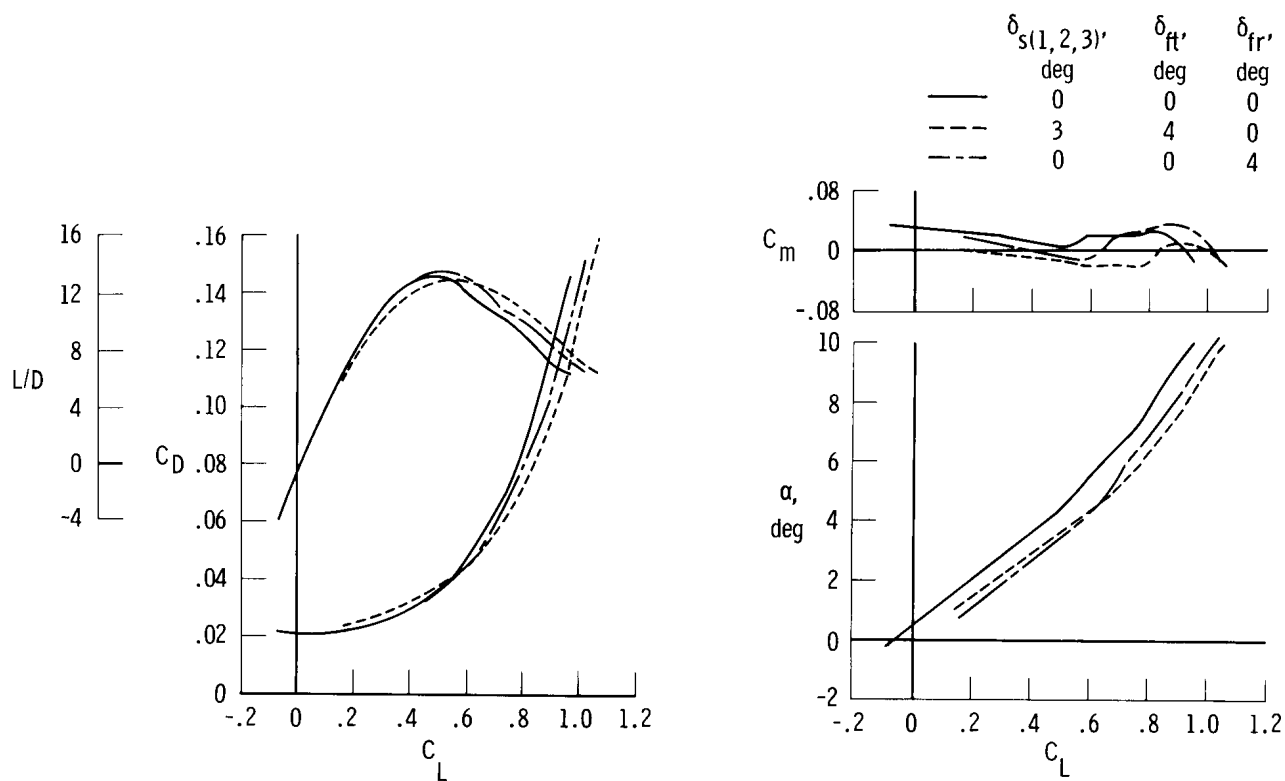 δs(1, 2, 3), δft, δfr,
deg deg deg
0 0 0
3 4 0
0 0 4
16
12
8
4
0
-4
L/D
.16
.14
.12
.10
.08
.06
.04
.02
0
CD
-.2 0 .2 .4 .6 .8 1.0 1.2
CL
.08
0
-.08
Cm
10
8
6
4
2
0
-2
α,
deg
-.2 0 .2 .4 .6 .8 1.0 1.2
CL